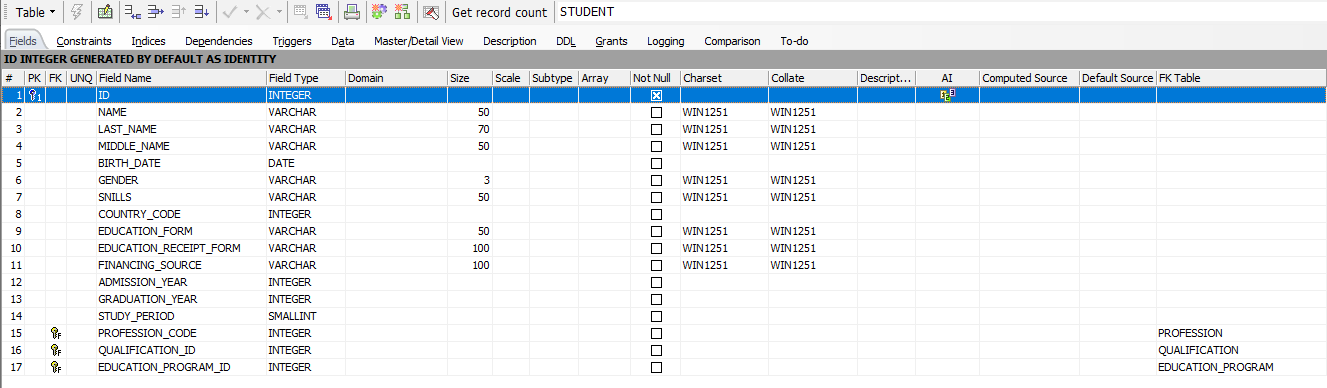 Table Get record count STUDENT
Fields Constraints Indices Dependencies Triggers Data Master/Detail View Description DDL Grants Logging Comparison To-do
ID INTEGER GENERATED BY DEFAULT AS IDENTITY
# PK FK UNQ Field Name Field Type Domain Size Scale Subtype Array Not Null Charset Collate Descript... AI Computed Source Default Source FK Table
1 1 ID INTEGER
2 NAME VARCHAR 50 WIN1251 WIN1251
3 LAST_NAME VARCHAR 70 WIN1251 WIN1251
4 MIDDLE_NAME VARCHAR 50 WIN1251 WIN1251
5 BIRTH_DATE DATE
6 GENDER VARCHAR 3 WIN1251 WIN1251
7 SNILLS VARCHAR 50 WIN1251 WIN1251
8 COUNTRY_CODE INTEGER
9 EDUCATION_FORM VARCHAR 50 WIN1251 WIN1251
10 EDUCATION_RECEIPT_FORM VARCHAR 100 WIN1251 WIN1251
11 FINANCING_SOURCE VARCHAR 100 WIN1251 WIN1251
12 ADMISSION_YEAR INTEGER
13 GRADUATION_YEAR INTEGER
14 STUDY_PERIOD SMALLINT
15 F PROFESSION_CODE INTEGER PROFESSION
16 F QUALIFICATION_ID INTEGER QUALIFICATION
17 F EDUCATION_PROGRAM_ID INTEGER EDUCATION_PROGRAM